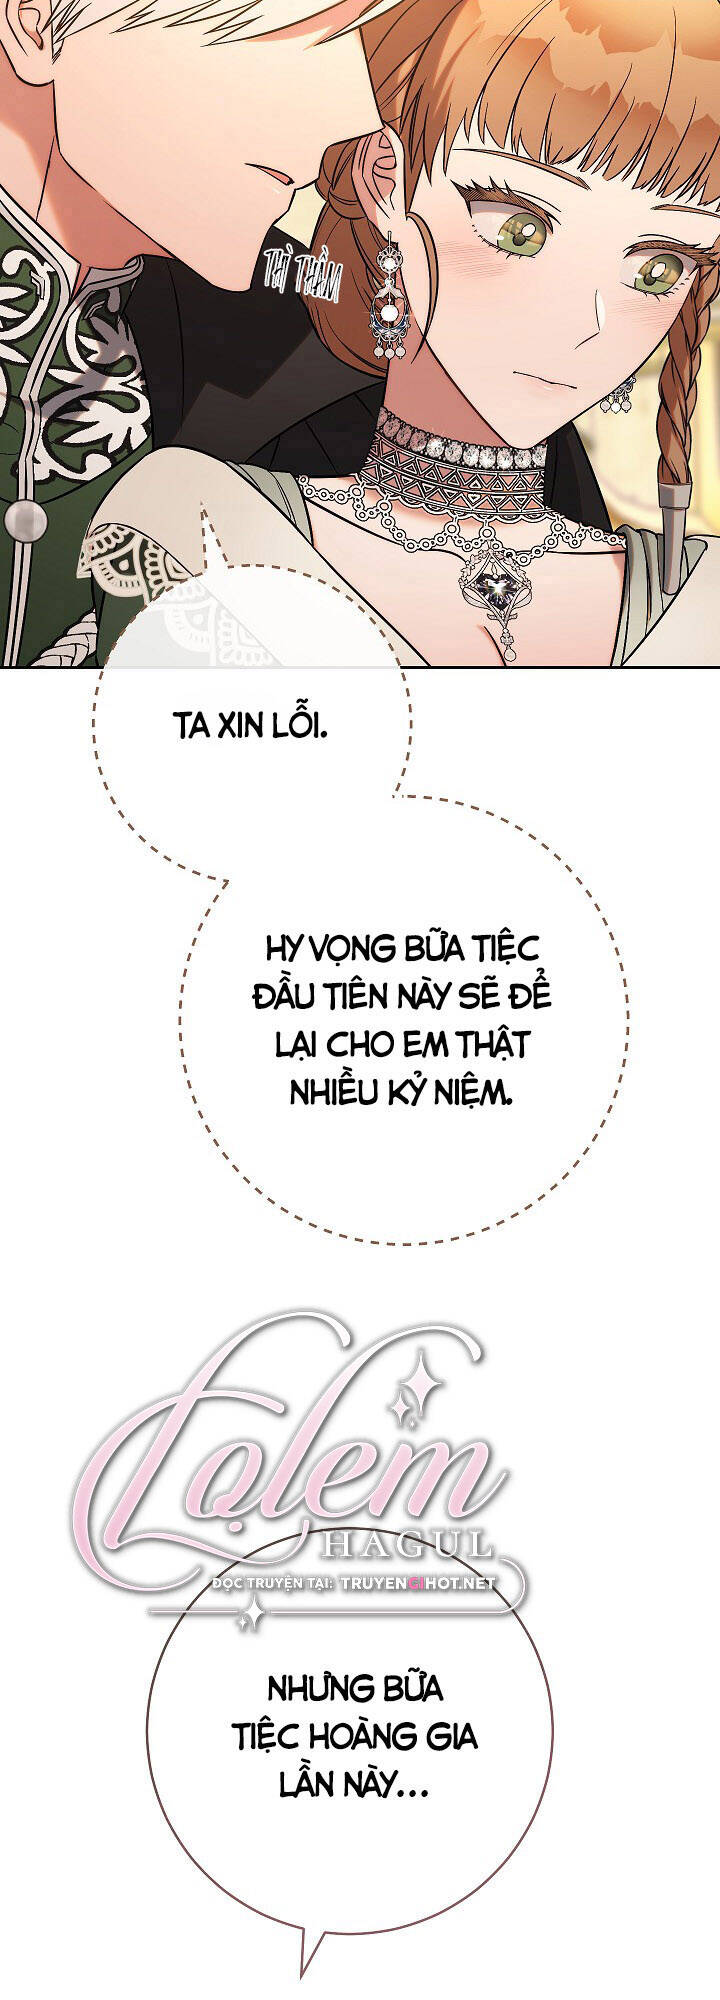 THÌ THẦM
TA XIN LỖI.
HY VỌNG BỮA TIỆC
ĐẦU TIÊN NÀY SẼ ĐỂ
LẠI CHO EM THẬT
NHIỀU KỶ NIỆM.
Lọlem
HAGUL
ĐỌC TRUYỆN TẠI: TRUYENGIHOT.NET
NHƯNG BỮA
TIỆC HOÀNG GIA
LẦN NÀY...